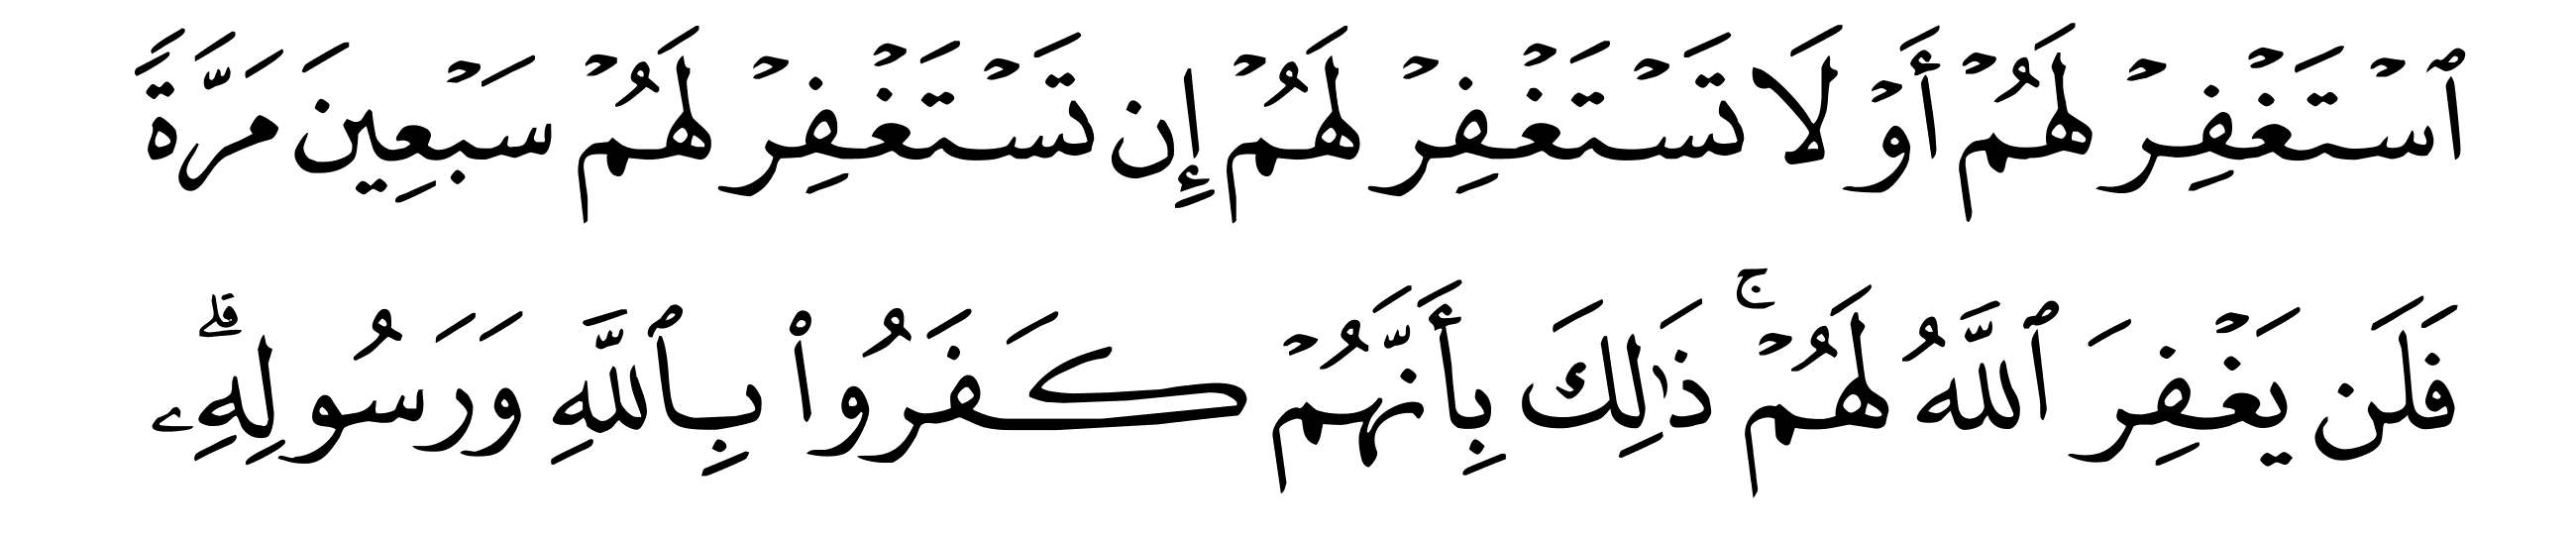 ٱسۡتَغۡفِرۡ لَهُمۡ أَوۡ لَا تَسۡتَغۡفِرۡ لَهُمۡ إِن تَسۡتَغۡفِرۡ لَهُمۡ سَبۡعِينَ مَرَّةٗ
فَلَن يَغۡفِرَ ٱللَّهُ لَهُمۡۚ ذَٰلِكَ بِأَنَّهُمۡ كَفَرُواْ بِٱللَّهِ وَرَسُولِهِۦۗ